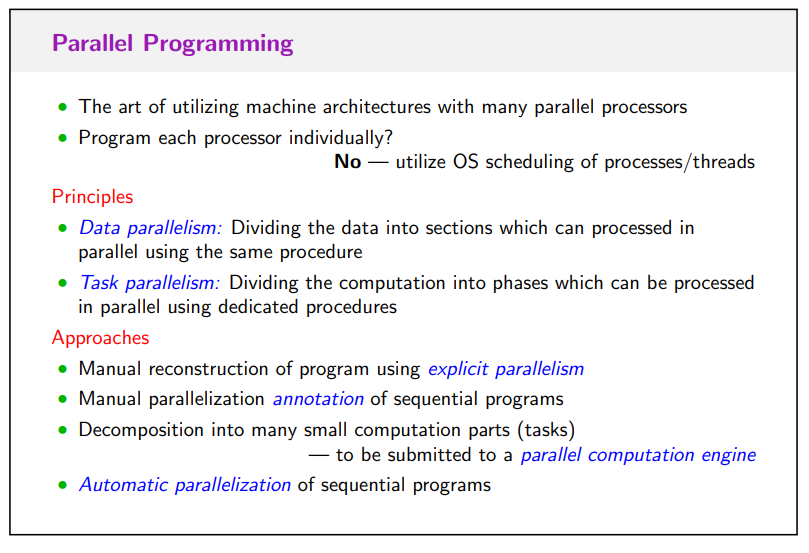 Parallel Programming
• The art of utilizing machine architectures with many parallel processors
• Program each processor individually?
No — utilize OS scheduling of processes/threads
Principles
• Data parallelism: Dividing the data into sections which can processed in
parallel using the same procedure
• Task parallelism: Dividing the computation into phases which can be processed
in parallel using dedicated procedures
Approaches
• Manual reconstruction of program using explicit parallelism
• Manual parallelization annotation of sequential programs
• Decomposition into many small computation parts (tasks)
— to be submitted to a parallel computation engine
• Automatic parallelization of sequential programs